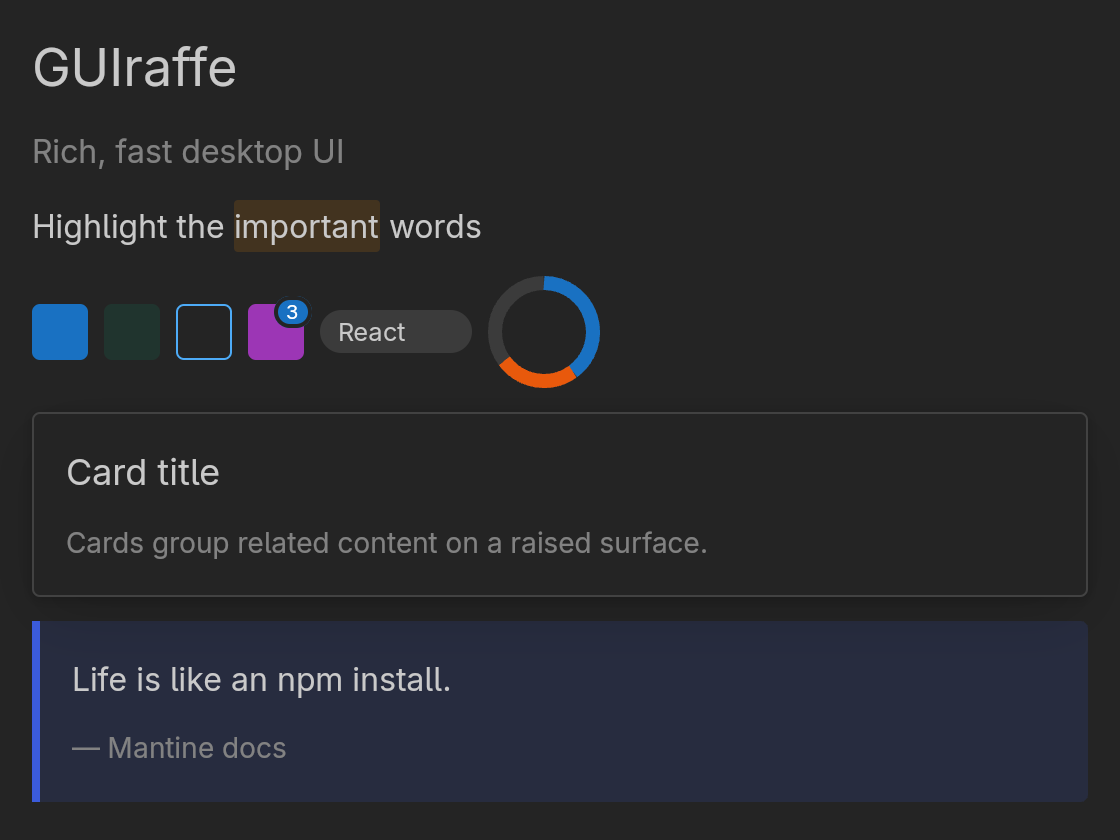 GUIraffe
Rich, fast desktop UI
Highlight the important words
3
React
Card title
Cards group related content on a raised surface.
Life is like an npm install.
— Mantine docs